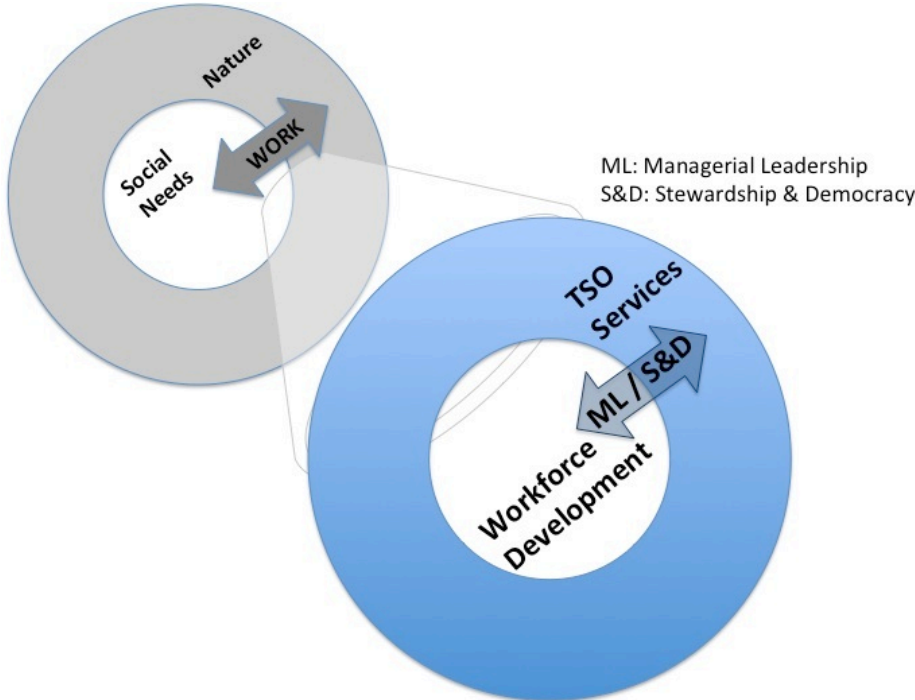 Nature
WORK
Social
Needs
ML: Managerial Leadership
S&D: Stewardship & Democracy
TSO
Services
ML / S&D
Workforce
Development